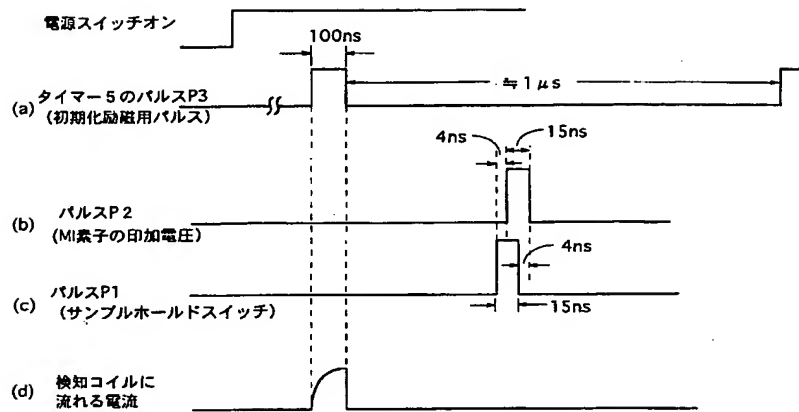 電源スイッチオン
100ns
≒1μs
(a) タイマー5のパルスP3
(初期化励磁用パルス)
4ns
15ns
(b) パルスP2
(MI素子の印加電圧)
4ns
(c) パルスP1
(サンプルホールドスイッチ)
15ns
(d) 検知コイルに
流れる電流